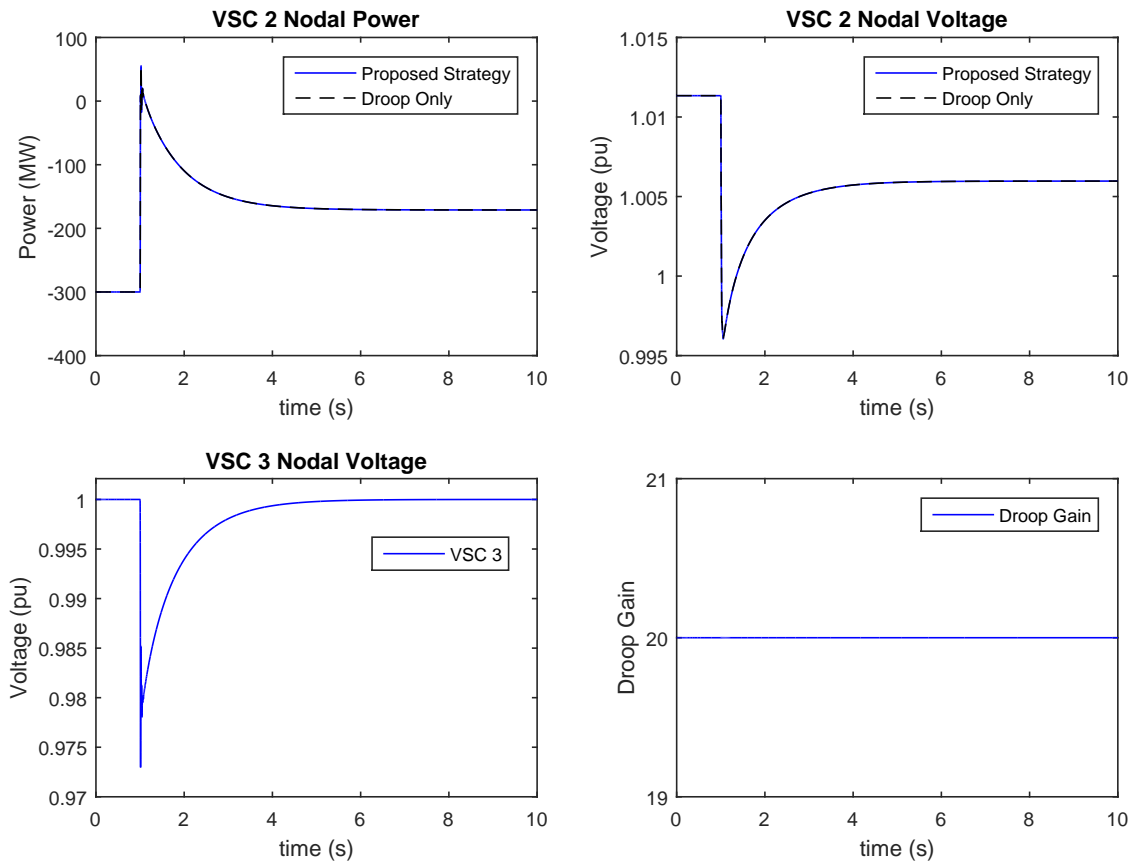 VSC 2 Nodal Power
100
0
-100
-200
-300
-400
Power (MW)
Proposed Strategy
Droop Only
0 2 4 6 8 10
time (s)
VSC 2 Nodal Voltage
1.015
1.01
1.005
1
0.995
Voltage (pu)
Proposed Strategy
Droop Only
0 2 4 6 8 10
time (s)
VSC 3 Nodal Voltage
1
0.995
0.99
0.985
0.98
0.975
0.97
Voltage (pu)
VSC 3
0 2 4 6 8 10
time (s)
21
20
19
Droop Gain
Droop Gain
0 2 4 6 8 10
time (s)